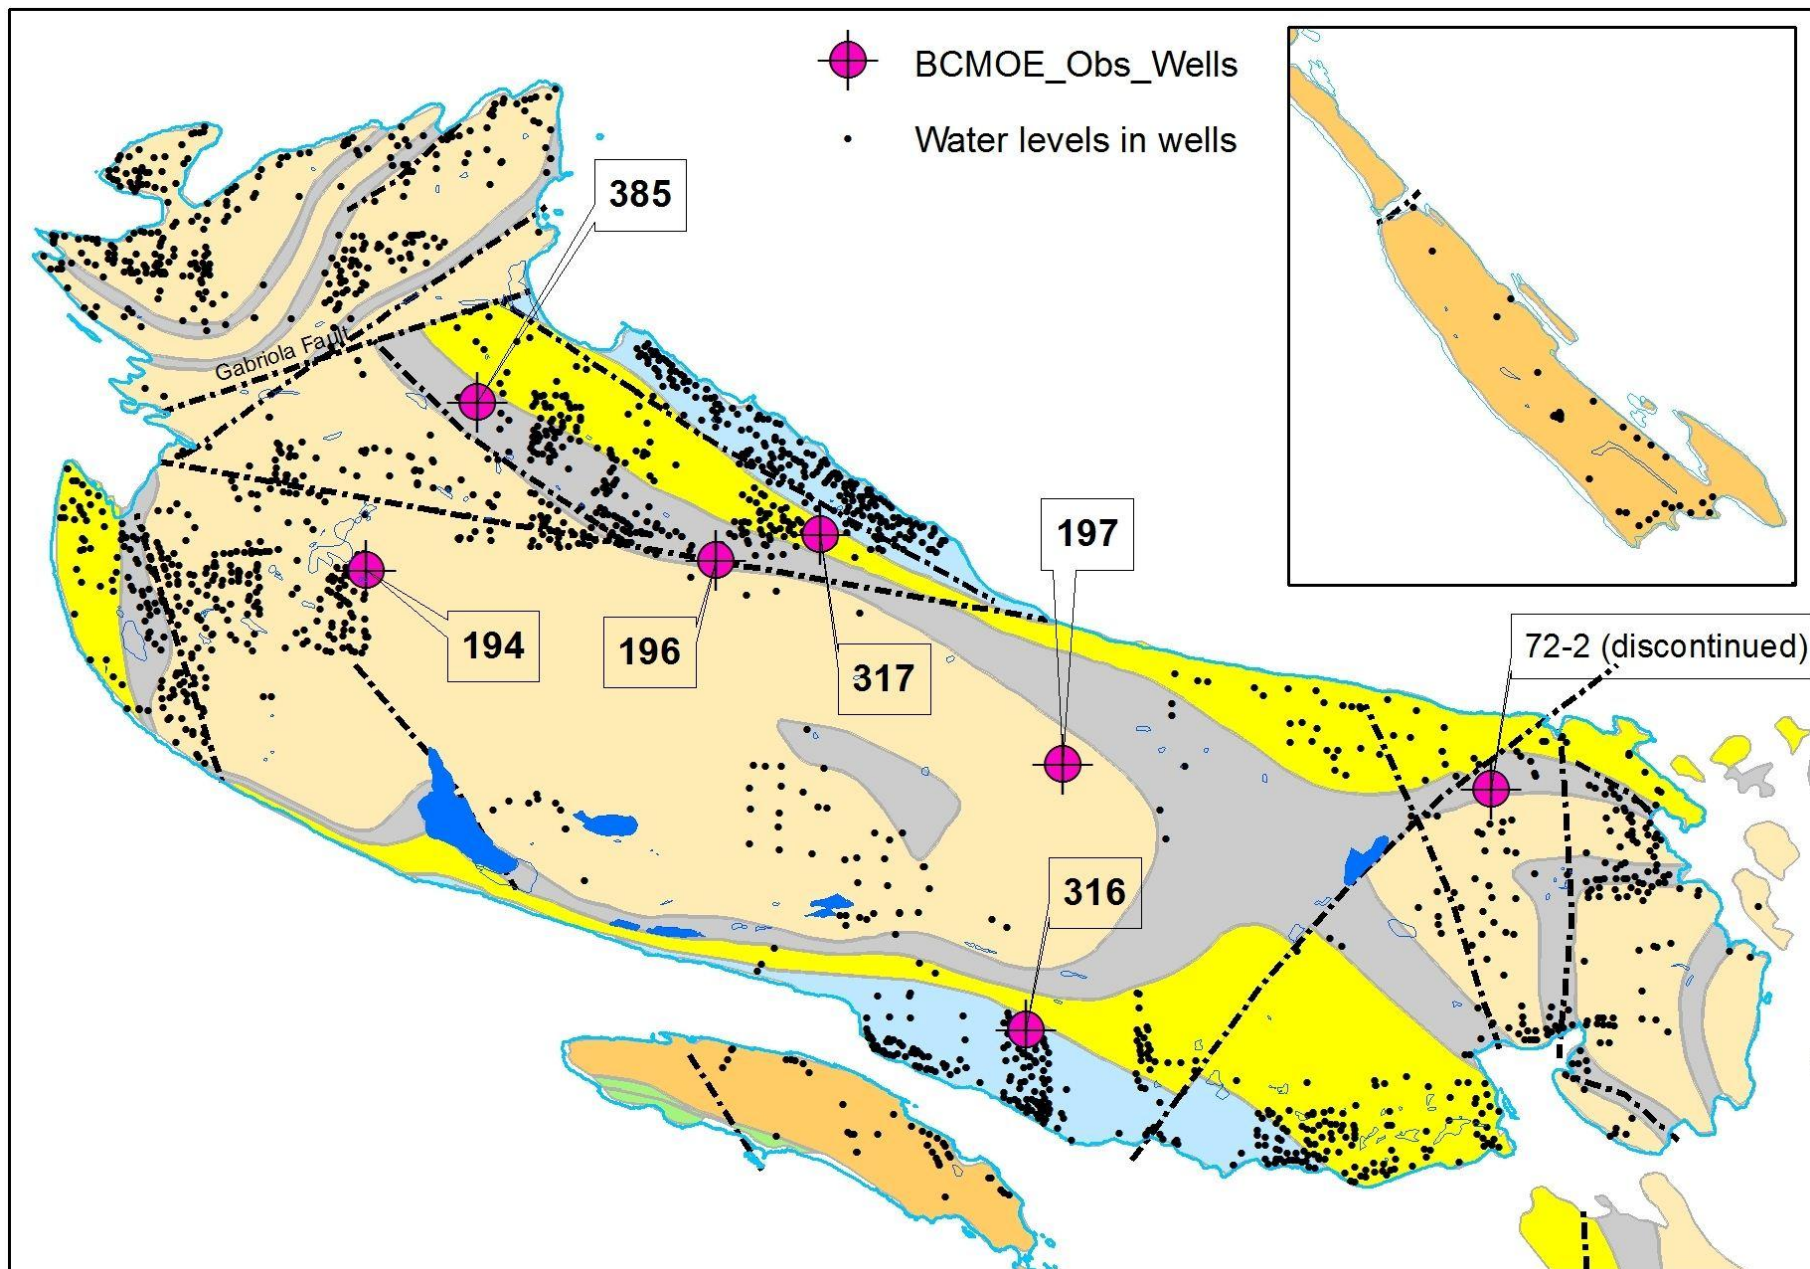 BCMOE_Obs_Wells
Water levels in wells
385
Gabriola Fault
197
194
196
317
72-2 (discontinued)
316